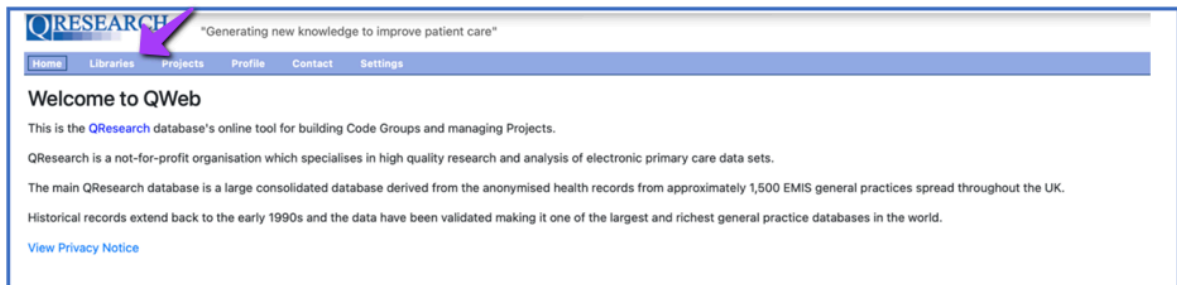 QRESEARCH
"Generating new knowledge to improve patient care"
Home Libraries Projects Profile Contact Settings
Welcome to QWeb
This is the QResearch database's online tool for building Code Groups and managing Projects.
QResearch is a not-for-profit organisation which specialises in high quality research and analysis of electronic primary care data sets.
The main QResearch database is a large consolidated database derived from the anonymised health records from approximately 1,500 EMIS general practices spread throughout the UK.
Historical records extend back to the early 1990s and the data have been validated making it one of the largest and richest general practice databases in the world.
View Privacy Notice